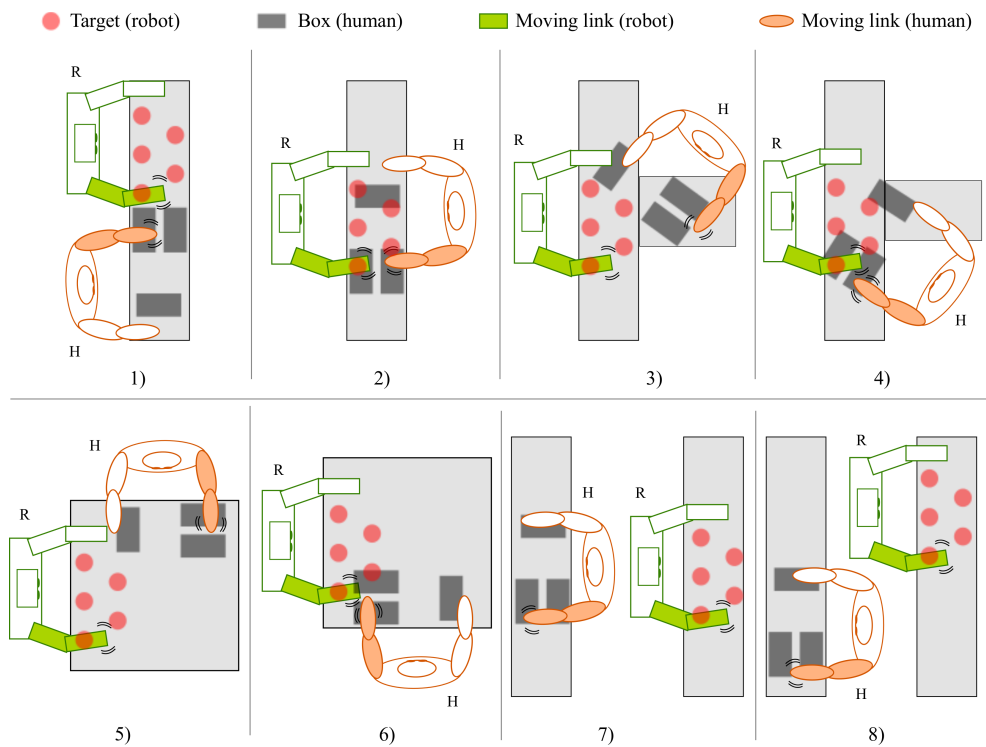 Target (robot) Box (human) Moving link (robot) Moving link (human)
R
H
1)
R
H
2)
R
H
3)
R
H
4)
R
H
5)
R
H
6)
R
H
7)
R
H
8)